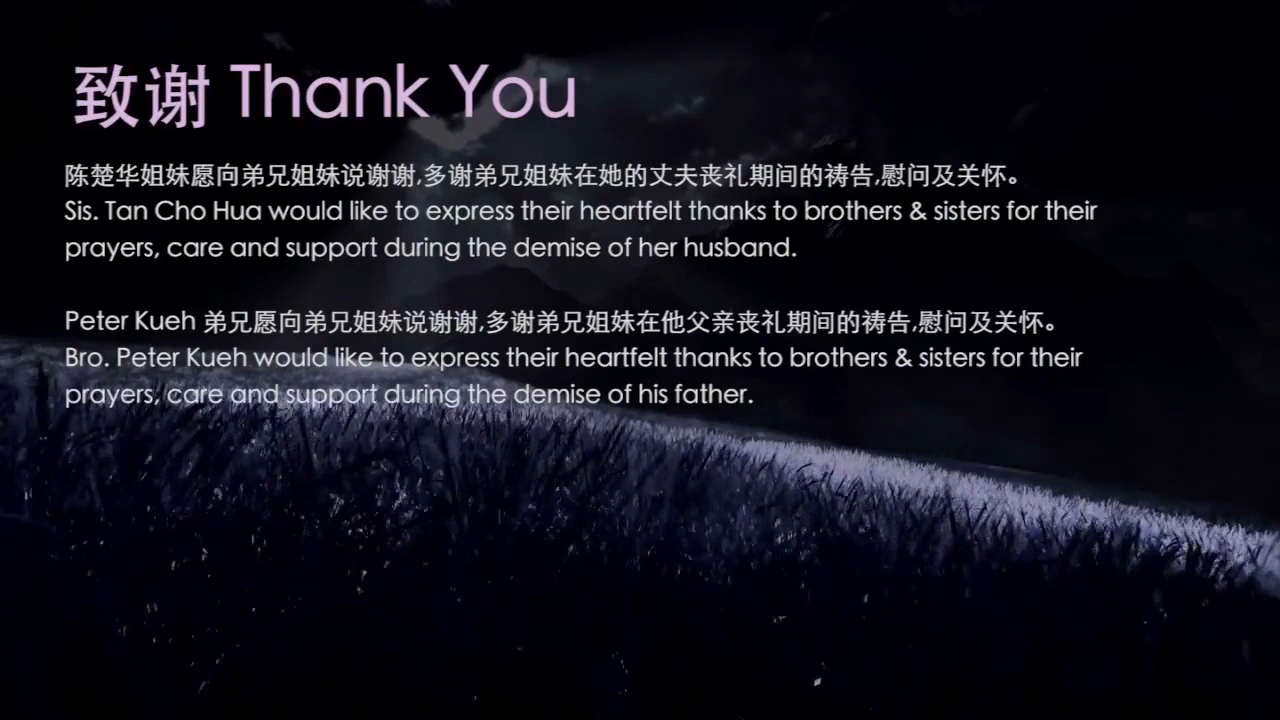 致谢 Thank You
陈楚华姐妹愿向弟兄姐妹说谢谢,多谢弟兄姐妹在她的丈夫丧礼期间的祷告,慰问及关怀。
Sis. Tan Cho Hua would like to express their heartfelt thanks to brothers & sisters for their
prayers, care and support during the demise of her husband.
Peter Kueh 弟兄愿向弟兄姐妹说谢谢,多谢弟兄姐妹在他父亲丧礼期间的祷告,慰问及关怀。
Bro. Peter Kueh would like to express their heartfelt thanks to brothers & sisters for their
prayers, care and support during the demise of his father.